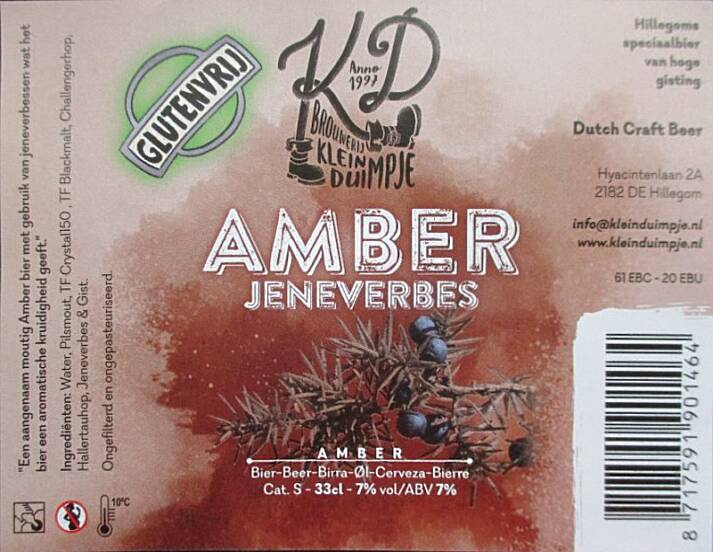 "Een aangenaam moutig Amber bier met gebruik van jeneverbessen wat het
bier een aromatische kruidigheid geeft."
Ingrediënten: Water, Pilsmout, TF Crystal150 , TF Blackmalt, Challengerhop,
Hallertauhop, Jeneverbes & Gist.
Ongefilterd en ongepasteuriseerd.
10°C
GLUTENVRIJ
KD
Anno
1997
BROUWERIJ
KLEIN
DUIMPJE
AMBER
JENEVERBES
AMBER
Bier-Beer-Birra-Øl-Cerveza-Bierre
Cat. S - 33cl - 7% vol/ABV 7%
Hillegoms
speciaalbier
van hoge
gisting
Dutch Craft Beer
Hyacintenlaan 2A
2182 DE Hillegom
info@kleinduimpje.nl
www.kleinduimpje.nl
61 EBC - 20 EBU
8 717591 901464